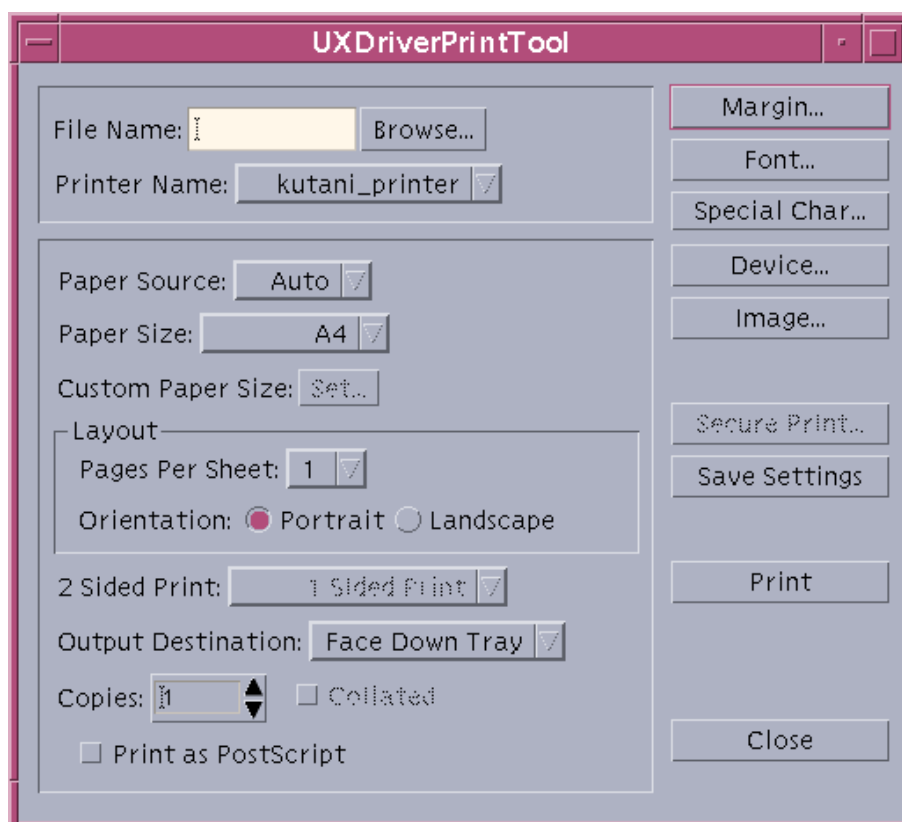 UXDriverPrintTool
File Name: Browse...
Printer Name: kutani_printer
Paper Source: Auto
Paper Size: A4
Custom Paper Size: Set...
Layout
Pages Per Sheet: 1
Orientation: Portrait Landscape
2 Sided Print: 1 Sided Print
Output Destination: Face Down Tray
Copies: 1 Collated
Print as PostScript
Margin...
Font...
Special Char...
Device...
Image...
Secure Print...
Save Settings
Print
Close